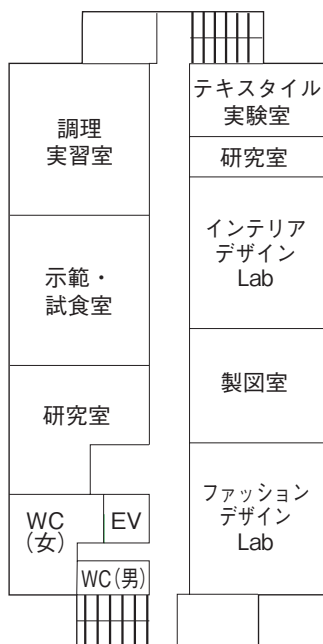 調理
実習室
示範・
試食室
研究室
WC
(女)
EV
WC(男)
テキスタイル
実験室
研究室
インテリア
デザイン
Lab
製図室
ファッション
デザイン
Lab